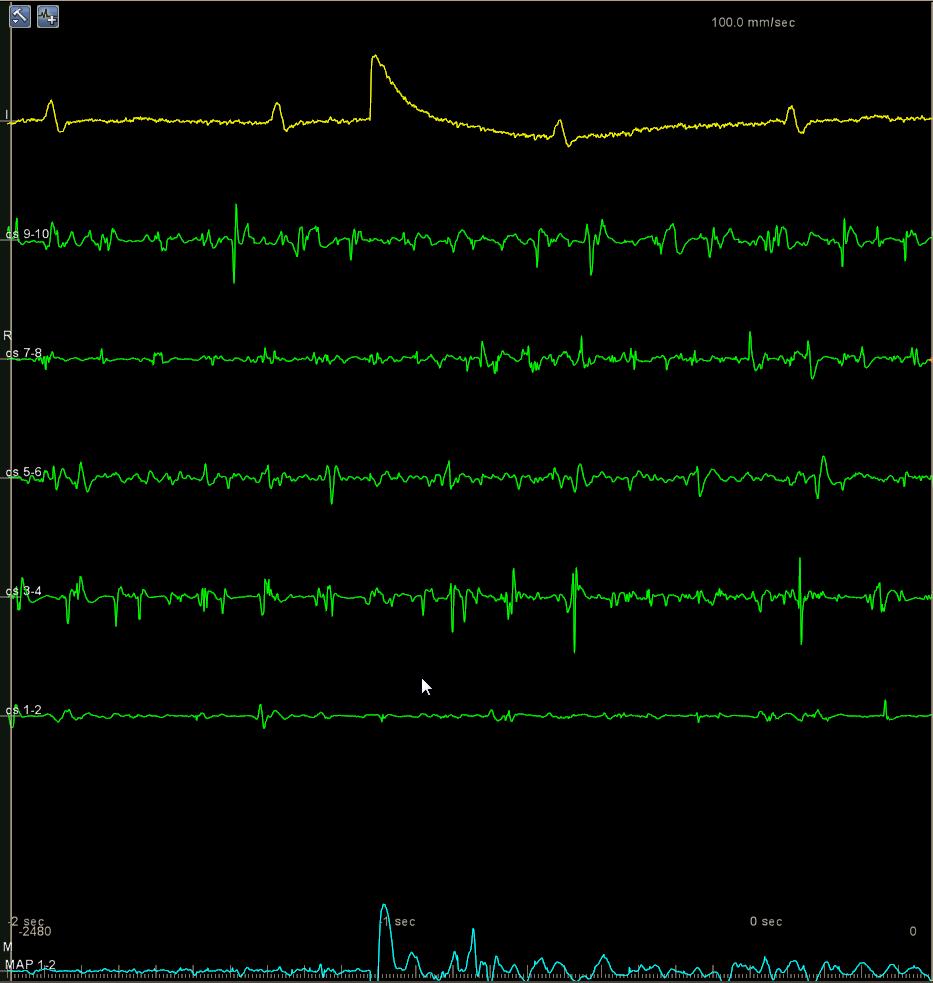 100.0 mm/sec
I
cs 9-10
R
cs 7-8
cs 5-6
cs 3-4
cs 1-2
-2 sec
-1 sec
0 sec
-2480
0
M
MAP 1-2